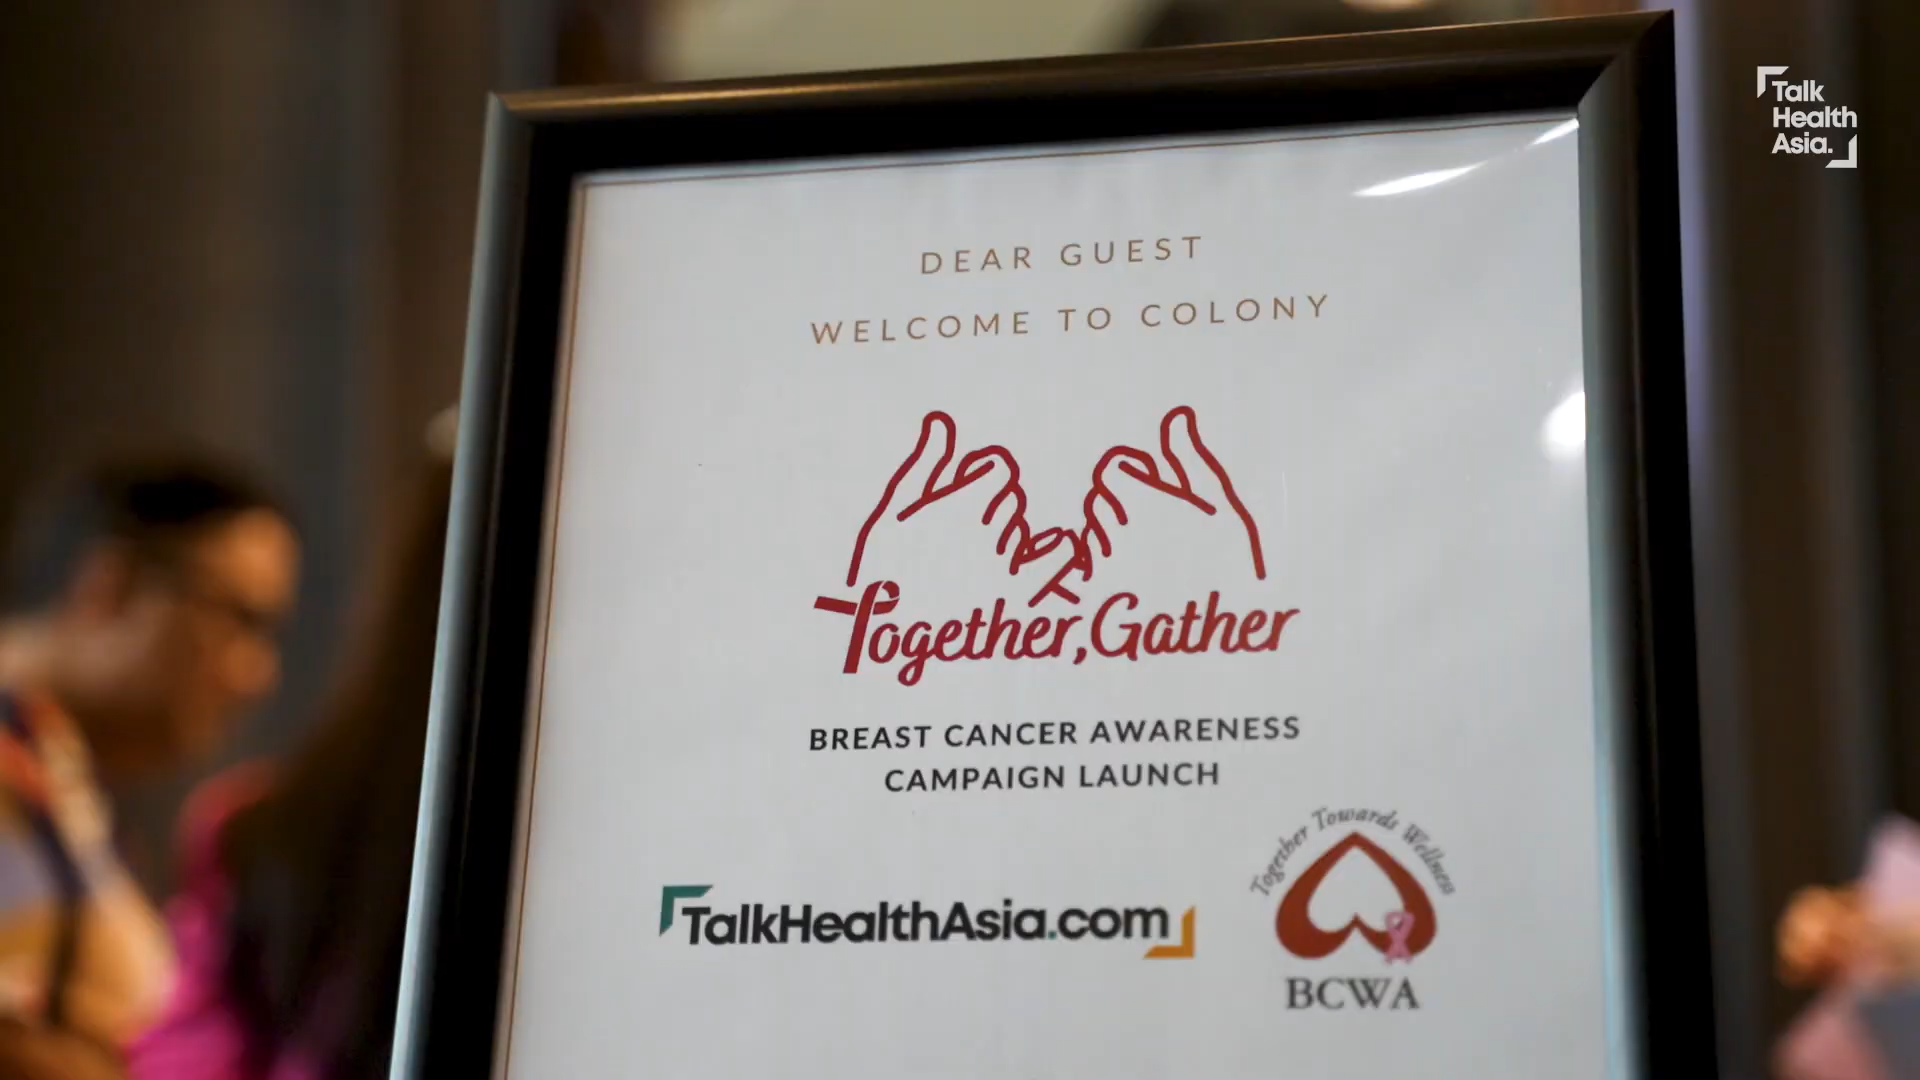 DEAR GUEST
WELCOME TO COLONY
Together, Gather
BREAST CANCER AWARENESS
CAMPAIGN LAUNCH
TalkHealthAsia.com
Together Towards Wellness
BCWA
Talk
Health
Asia.